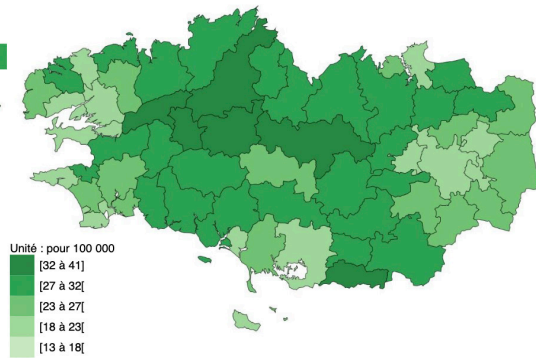 Unité : pour 100 000
[32 à 41]
[27 à 32[
[23 à 27[
[18 à 23[
[13 à 18[